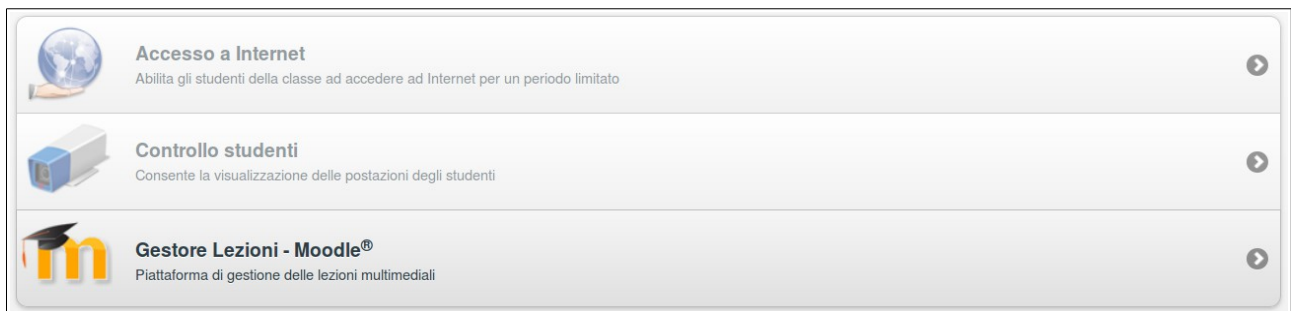 Accesso a Internet
Abilita gli studenti della classe ad accedere ad Internet per un periodo limitato
Controllo studenti
Consente la visualizzazione delle postazioni degli studenti
Gestore Lezioni - Moodle®
Piattaforma di gestione delle lezioni multimediali